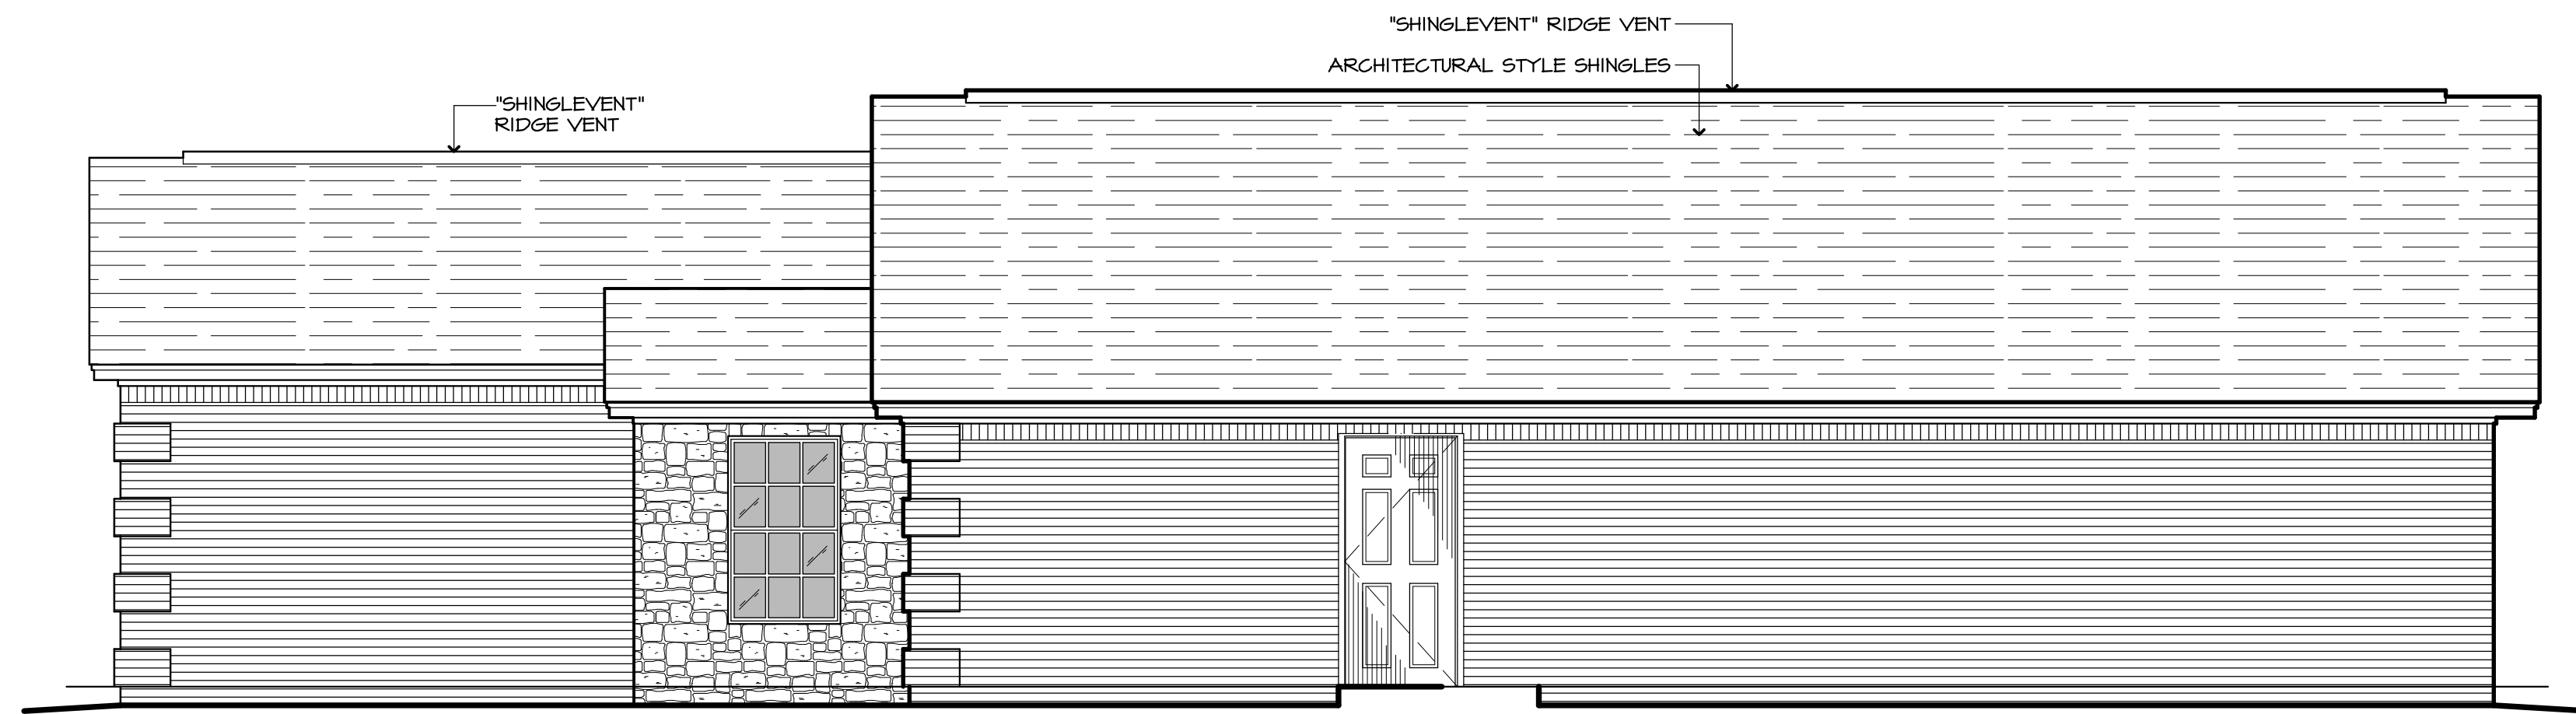 "SHINGLEVENT" RIDGE VENT
ARCHITECTURAL STYLE SHINGLES
"SHINGLEVENT"
RIDGE VENT